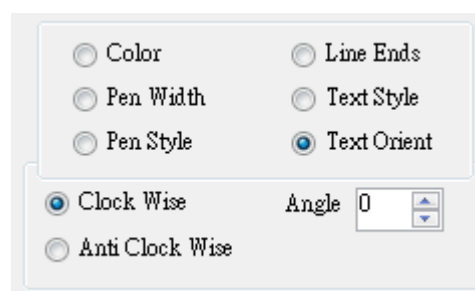 Color Line Ends
Pen Width Text Style
Pen Style Text Orient
Clock Wise Angle 0
Anti Clock Wise